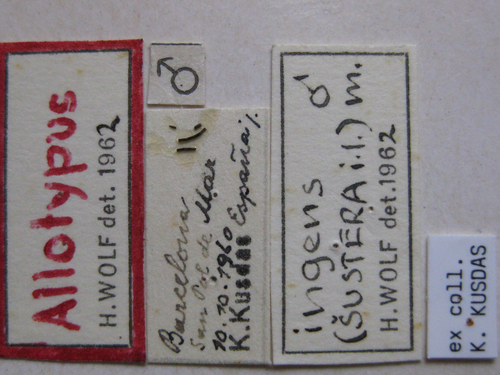 Allotypus
H.WOLF det. 1962
♂
Barcelona
San Pol de Mar
10.10.1960 España/.
K. Kusdas
ingens ♂
(ŠUSTERA i.l.) m.
H.WOLF det.1962
ex coll.
K. KUSDAS